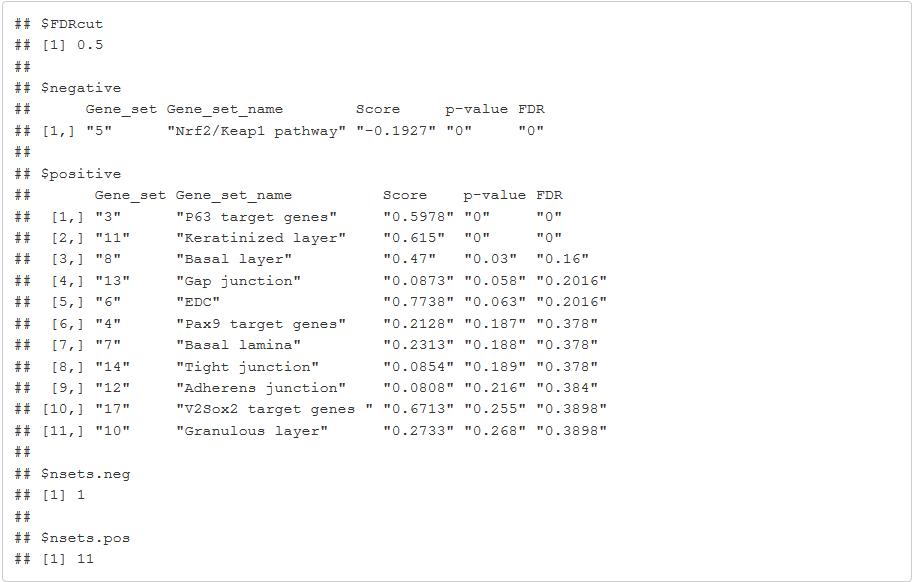 ## $FDRcut
## [1] 0.5
##
## $negative
##      Gene_set Gene_set_name        Score     p-value FDR
## [1,] "5"      "Nrf2/Keap1 pathway" "-0.1927" "0"     "0"
##
## $positive
##       Gene_set Gene_set_name          Score    p-value FDR
##  [1,] "3"      "P63 target genes"     "0.5978" "0"     "0"
##  [2,] "11"     "Keratinized layer"    "0.615"  "0"     "0"
##  [3,] "8"      "Basal layer"          "0.47"   "0.03"  "0.16"
##  [4,] "13"     "Gap junction"         "0.0873" "0.058" "0.2016"
##  [5,] "6"      "EDC"                  "0.7738" "0.063" "0.2016"
##  [6,] "4"      "Pax9 target genes"    "0.2128" "0.187" "0.378"
##  [7,] "7"      "Basal lamina"         "0.2313" "0.188" "0.378"
##  [8,] "14"     "Tight junction"       "0.0854" "0.189" "0.378"
##  [9,] "12"     "Adherens junction"    "0.0808" "0.216" "0.384"
## [10,] "17"     "V2Sox2 target genes " "0.6713" "0.255" "0.3898"
## [11,] "10"     "Granulous layer"      "0.2733" "0.268" "0.3898"
##
## $nsets.neg
## [1] 1
##
## $nsets.pos
## [1] 11